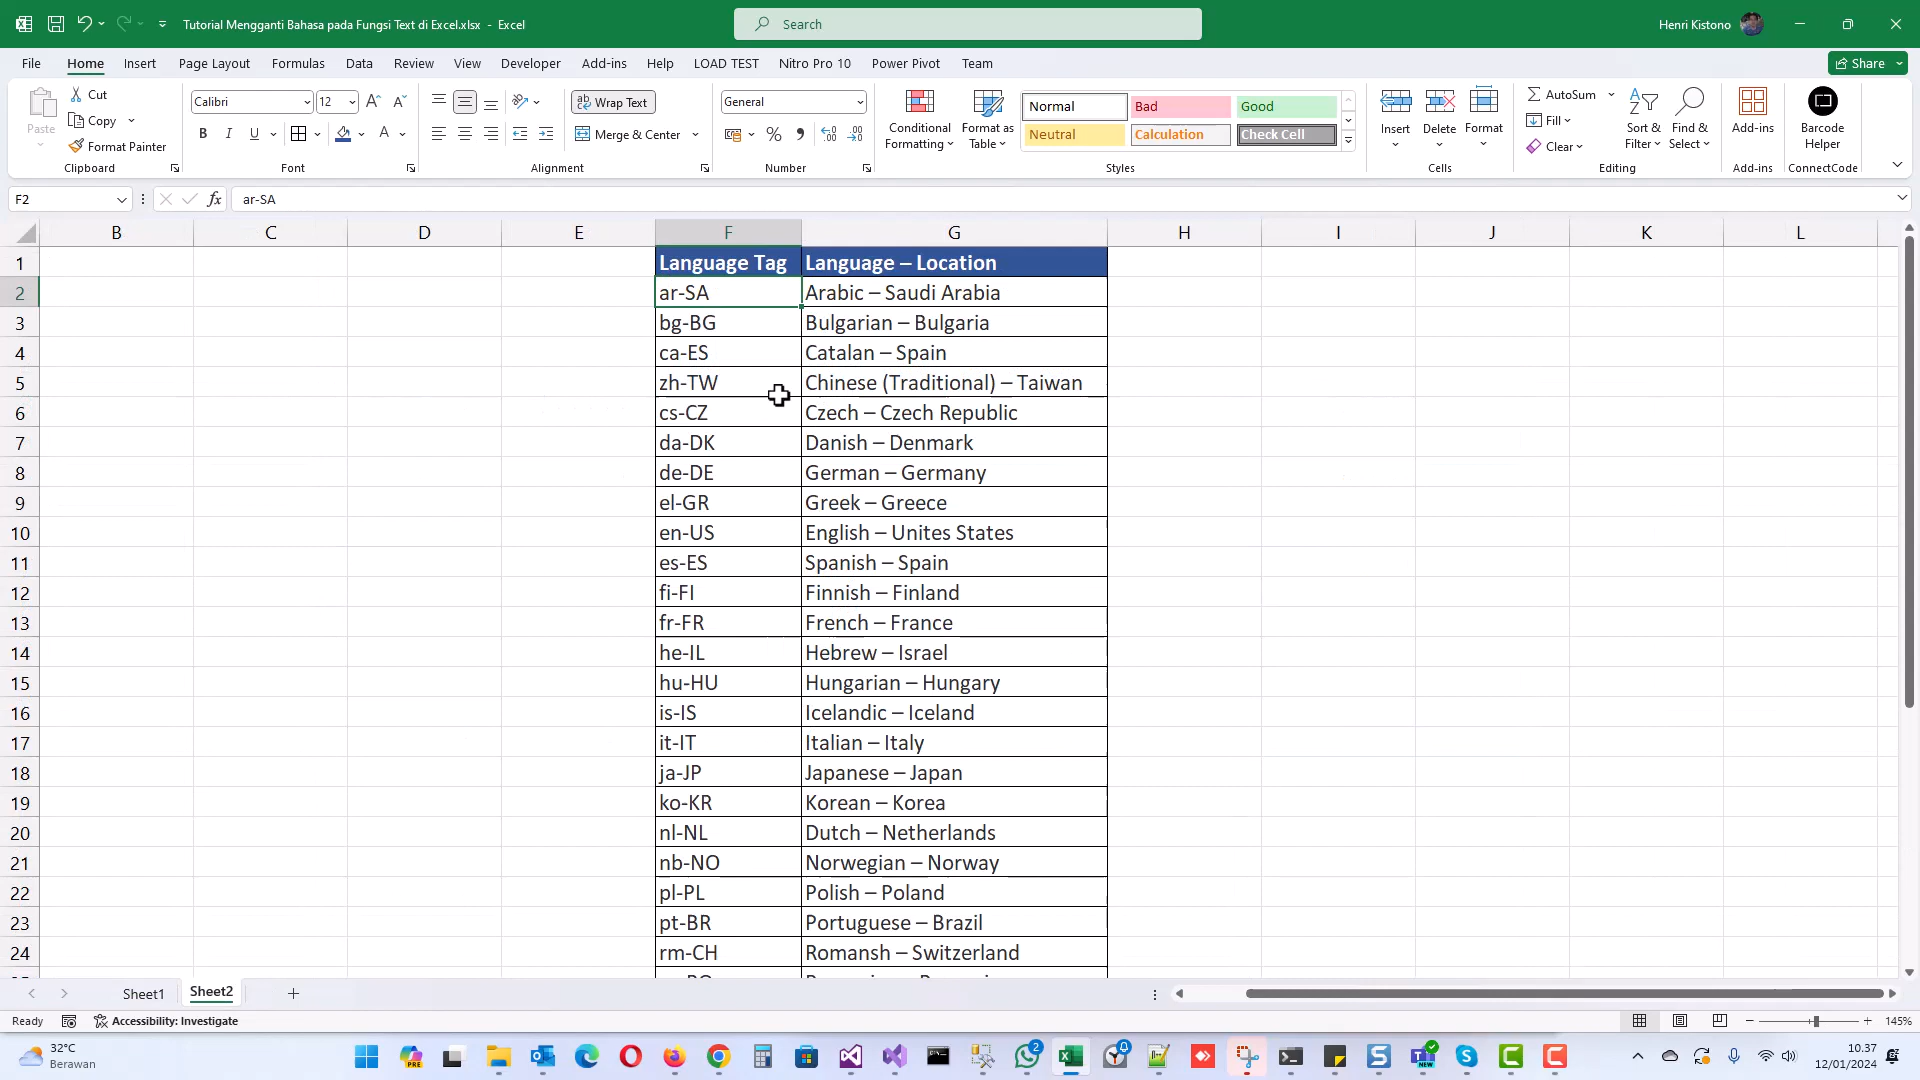 Tutorial Mengganti Bahasa pada Fungsi Text di Excel.xlsx - Excel
Search
Henri Kistono
File Home Insert Page Layout Formulas Data Review View Developer Add-ins Help LOAD TEST Nitro Pro 10 Power Pivot Team Share
Paste Cut Copy Format Painter Clipboard
Calibri 12 B I U A Font
Wrap Text Merge & Center Alignment
General % Number
Conditional Formatting Format as Table
Normal Bad Good
Neutral Calculation Check Cell
Styles
Insert Delete Format Cells
AutoSum Fill Clear Sort & Filter Find & Select Editing
Add-ins Add-ins
Barcode Helper ConnectCode
F2 fx ar-SA
B C D E F G H I J K L
1 Language Tag Language – Location
2 ar-SA Arabic – Saudi Arabia
3 bg-BG Bulgarian – Bulgaria
4 ca-ES Catalan – Spain
5 zh-TW Chinese (Traditional) – Taiwan
6 cs-CZ Czech – Czech Republic
7 da-DK Danish – Denmark
8 de-DE German – Germany
9 el-GR Greek – Greece
10 en-US English – Unites States
11 es-ES Spanish – Spain
12 fi-FI Finnish – Finland
13 fr-FR French – France
14 he-IL Hebrew – Israel
15 hu-HU Hungarian – Hungary
16 is-IS Icelandic – Iceland
17 it-IT Italian – Italy
18 ja-JP Japanese – Japan
19 ko-KR Korean – Korea
20 nl-NL Dutch – Netherlands
21 nb-NO Norwegian – Norway
22 pl-PL Polish – Poland
23 pt-BR Portuguese – Brazil
24 rm-CH Romansh – Switzerland
Sheet1 Sheet2
Ready Accessibility: Investigate 145%
32°C
Berawan
10.37
12/01/2024